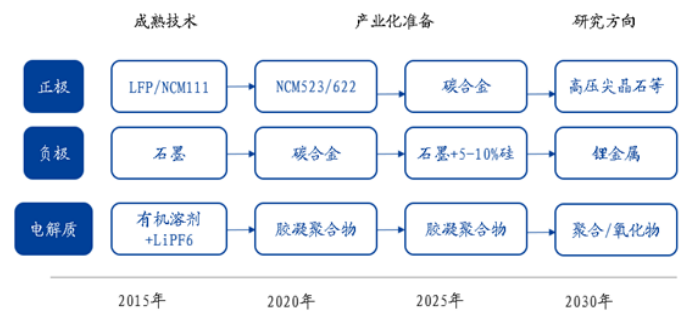 成熟技术 产业化准备 研究方向
正极 LFP/NCM111 NCM523/622 碳合金 高压尖晶石等
负极 石墨 碳合金 石墨+5-10%硅 锂金属
电解质 有机溶剂 胶凝聚合物 胶凝聚合物 聚合/氧化物
+LiPF6
2015年 2020年 2025年 2030年